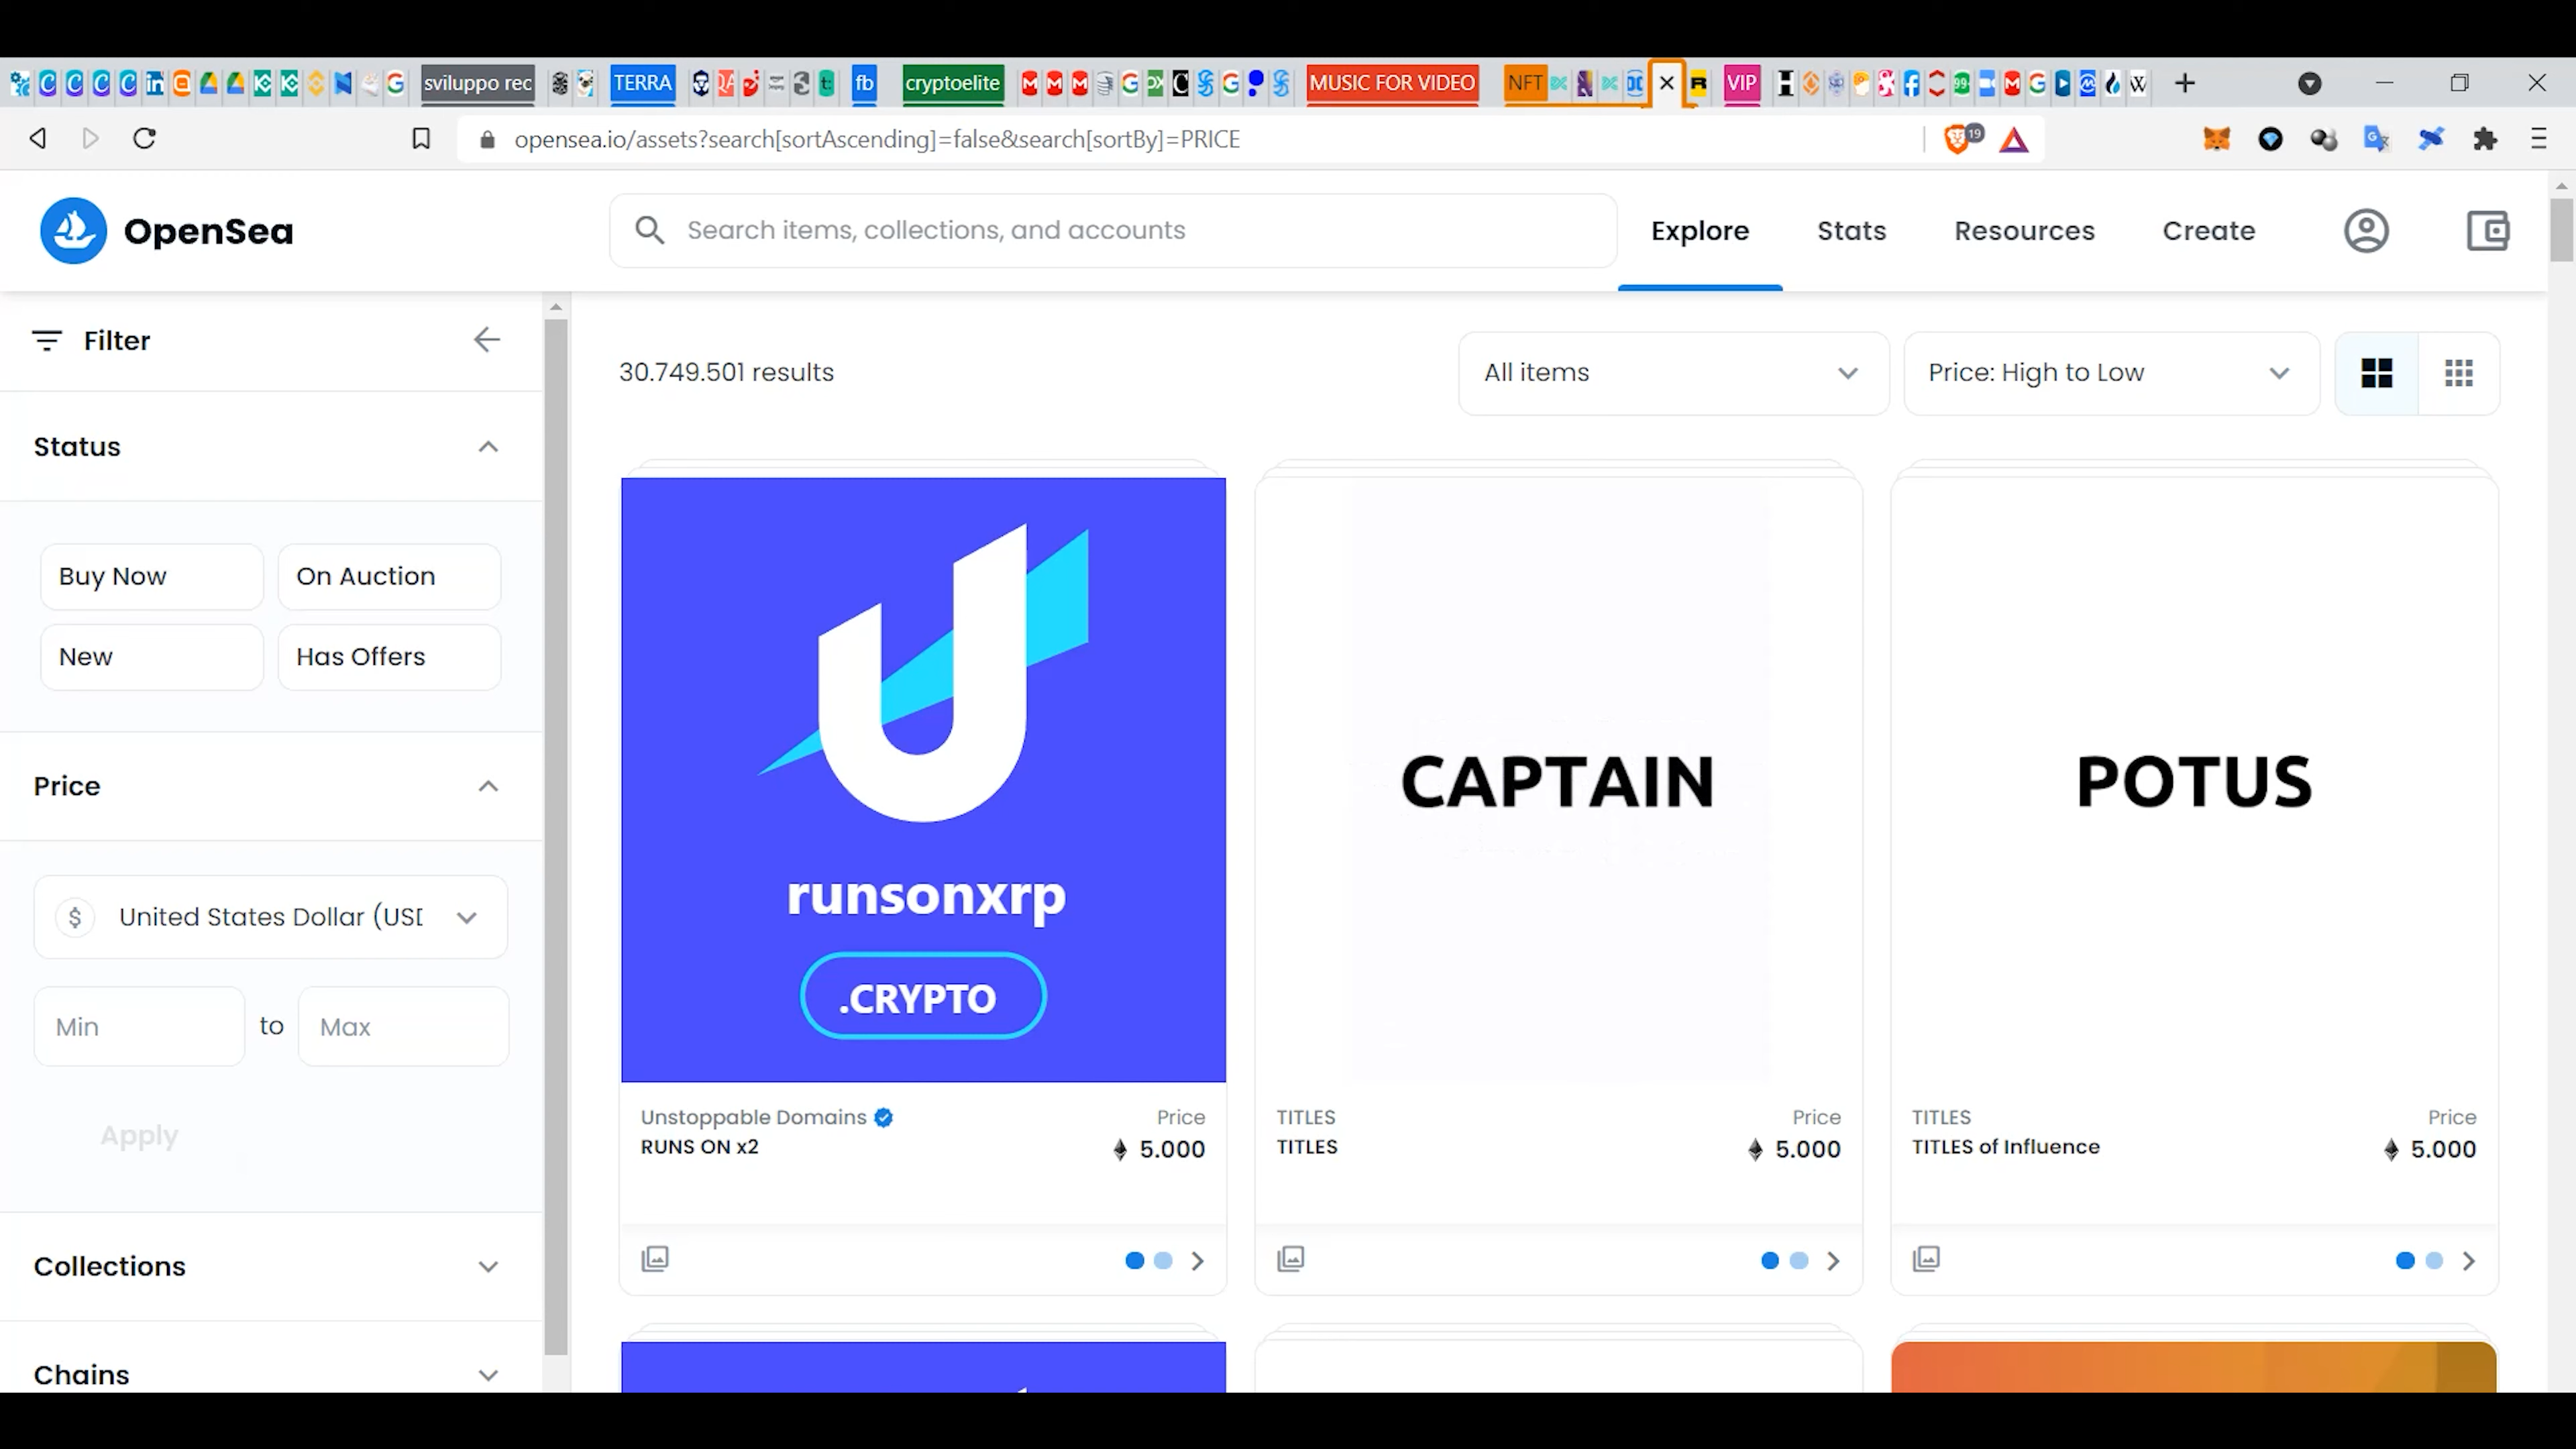 sviluppo rec
TERRA
fb
cryptoelite
MUSIC FOR VIDEO
NFT
VIP
opensea.io/assets?search[sortAscending]=false&search[sortBy]=PRICE
19
OpenSea
Search items, collections, and accounts
Explore
Stats
Resources
Create
Filter
30.749.501 results
All items
Price: High to Low
Status
Buy Now
On Auction
New
Has Offers
Price
$ United States Dollar (USD
Min
to
Max
Apply
Collections
Chains
runsonxrp
.CRYPTO
CAPTAIN
POTUS
Unstoppable Domains
Price
RUNS ON x2
5.000
TITLES
Price
TITLES
5.000
TITLES
Price
TITLES of Influence
5.000